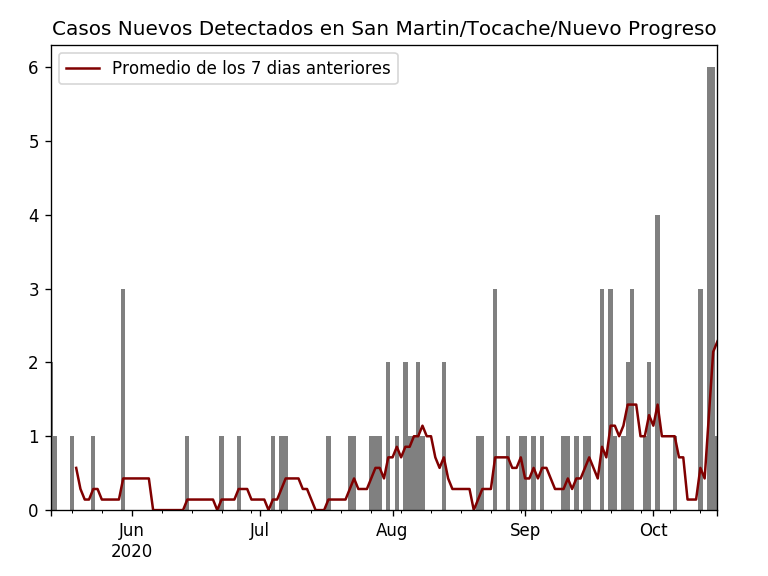 Casos Nuevos Detectados en San Martin/Tocache/Nuevo Progreso
Promedio de los 7 dias anteriores
6
5
4
3
2
1
0
Jun Jul Aug Sep Oct
2020